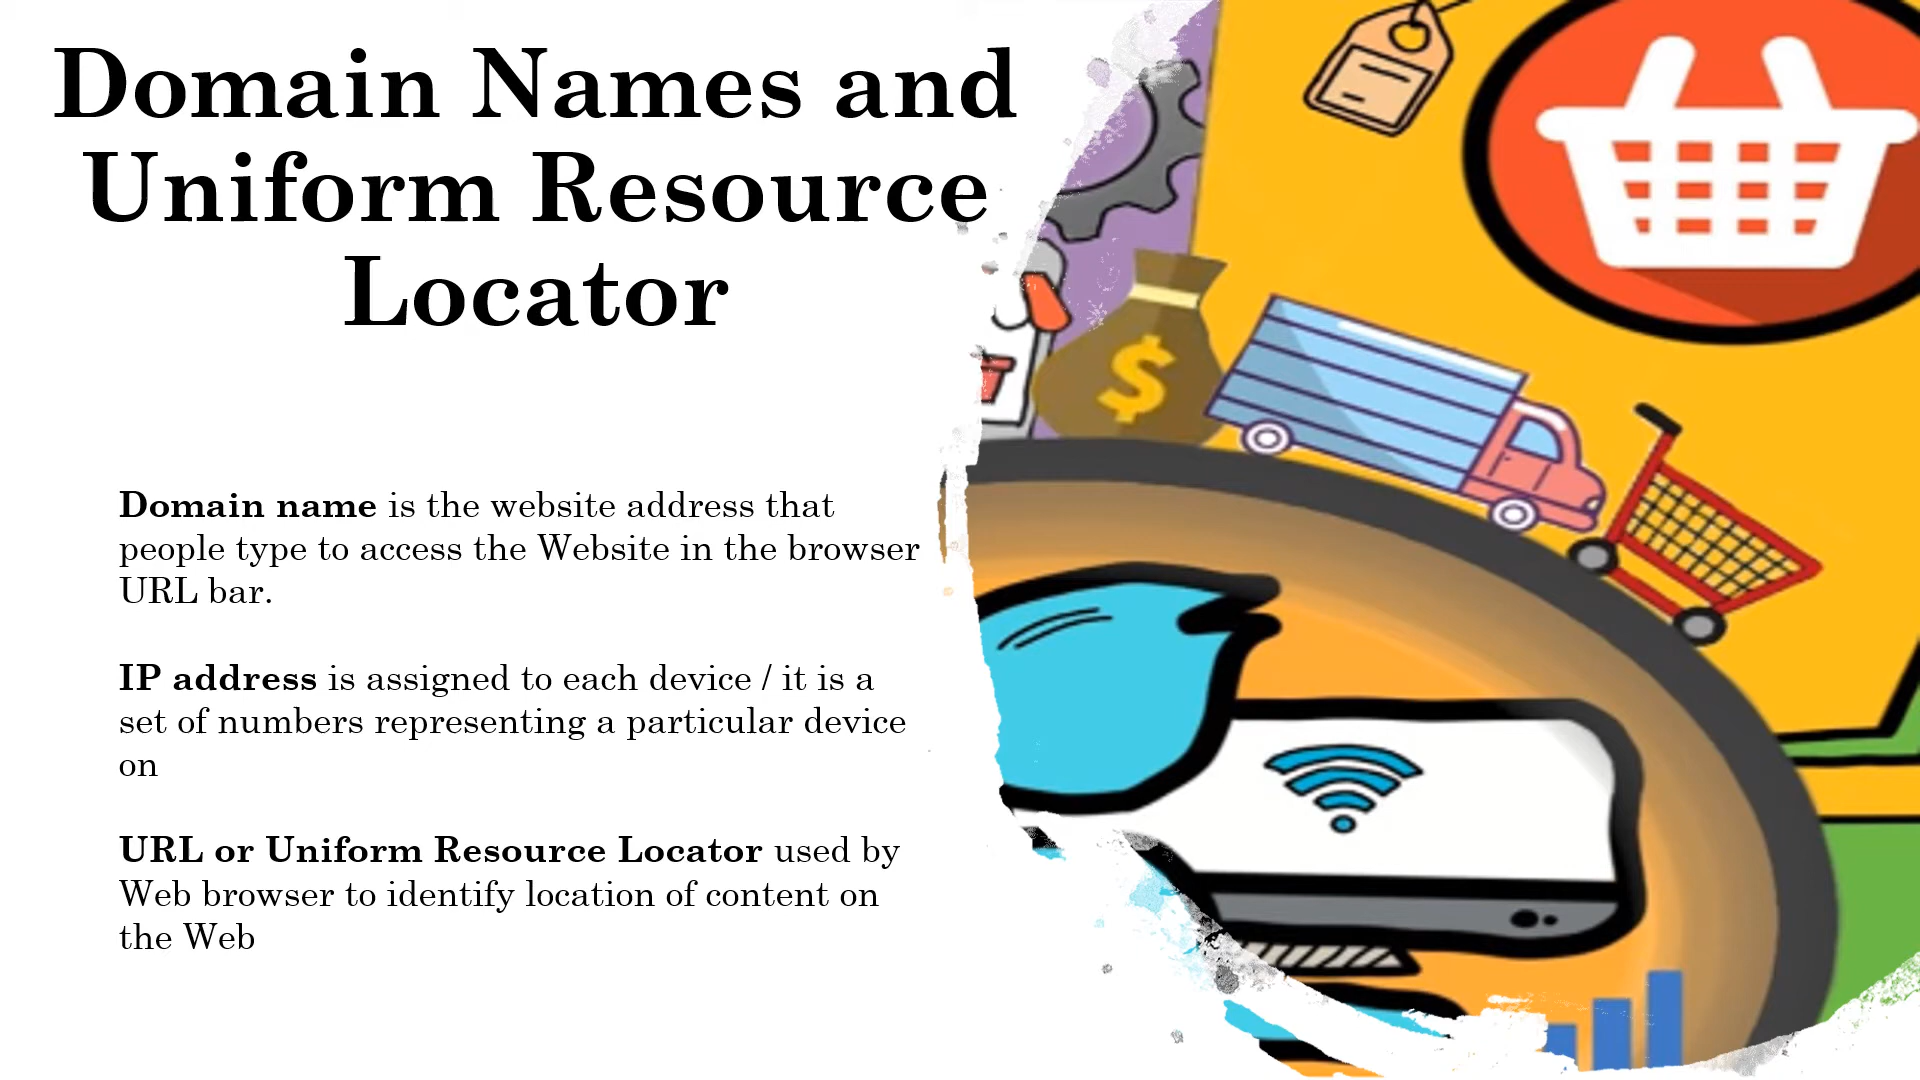 Domain Names and
Uniform Resource
Locator
Domain name is the website address that
people type to access the Website in the browser
URL bar.
IP address is assigned to each device / it is a
set of numbers representing a particular device
on
URL or Uniform Resource Locator used by
Web browser to identify location of content on
the Web
$